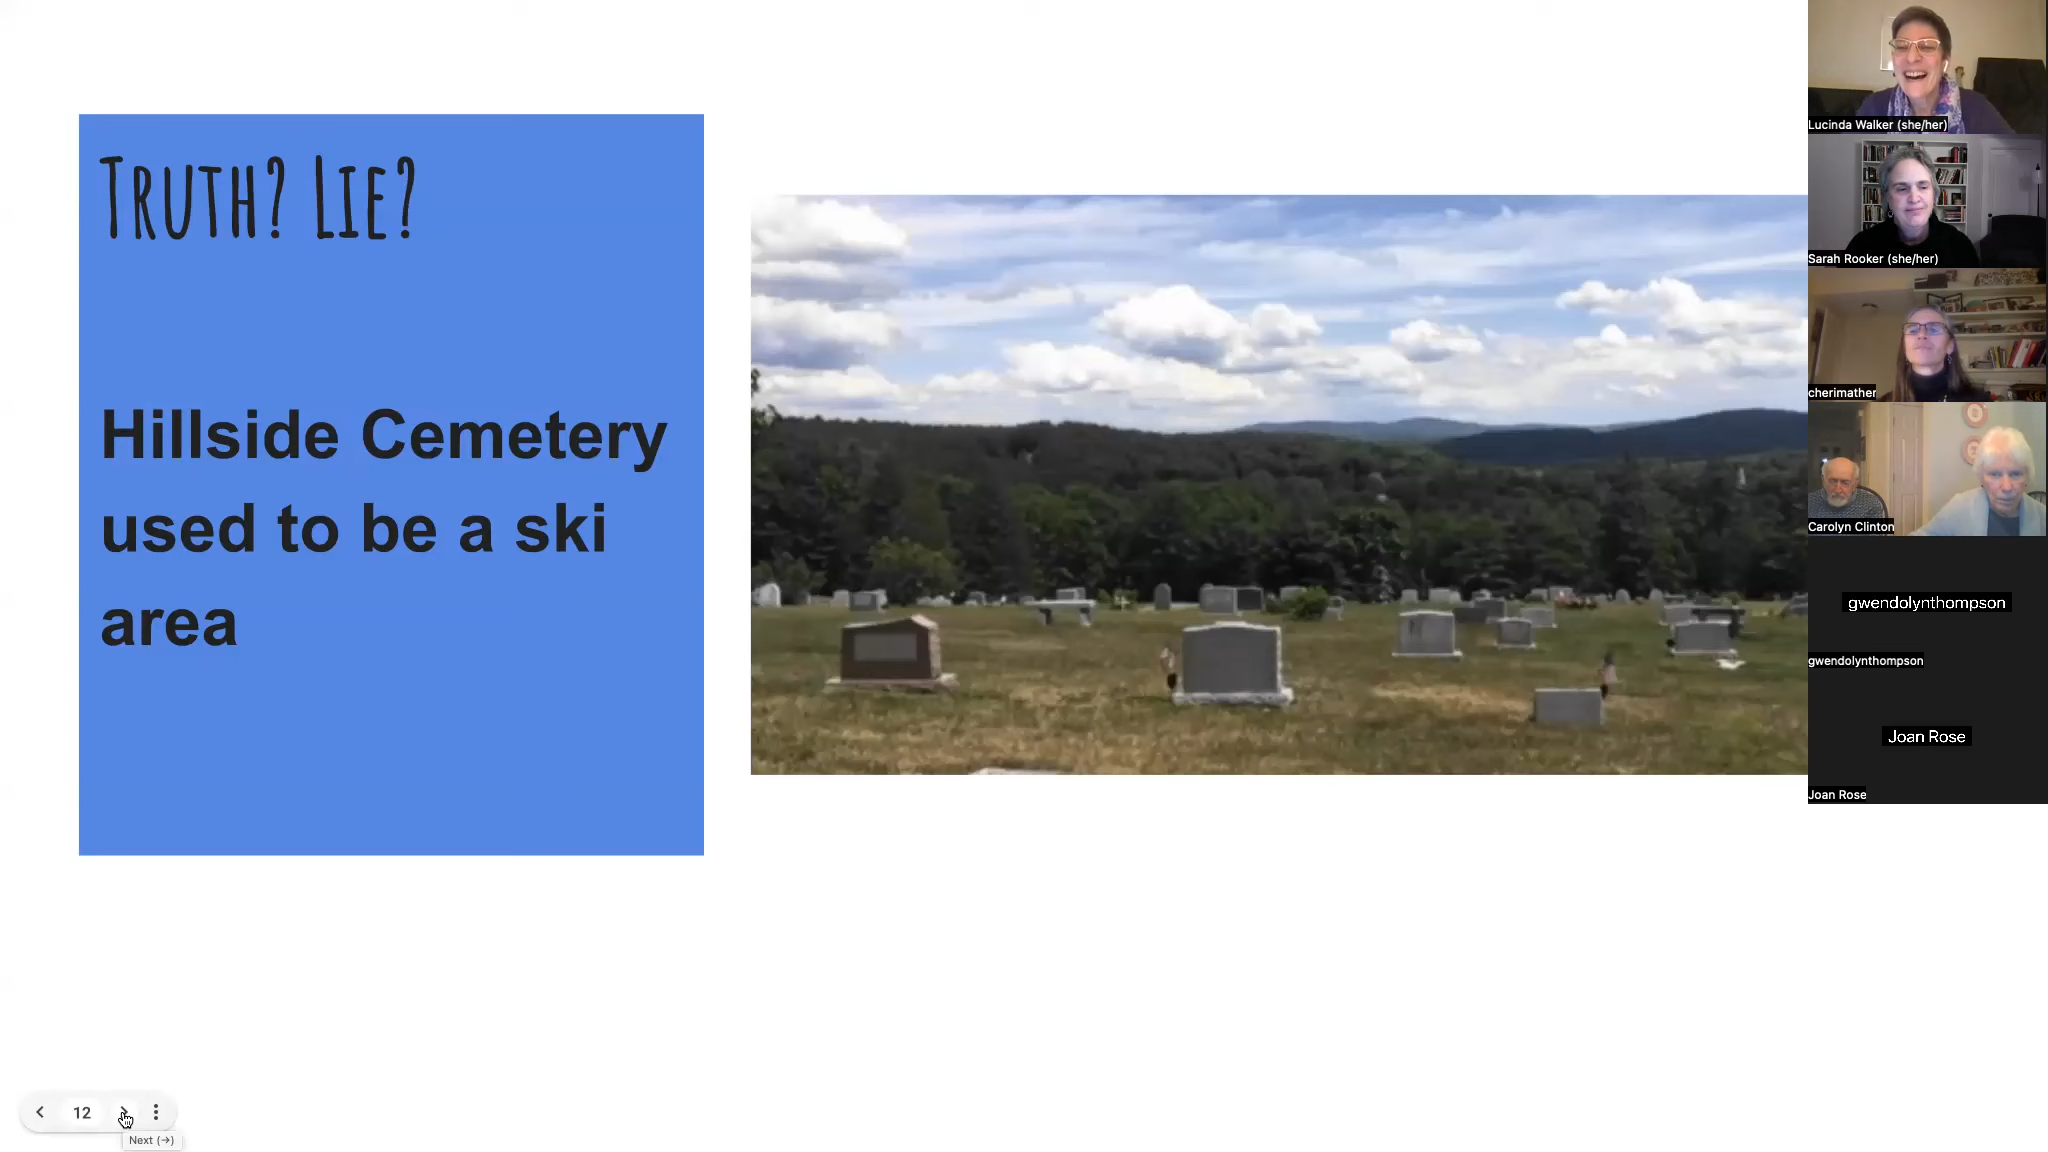 Truth? Lie?
Hillside Cemetery
used to be a ski
area
Lucinda Walker (she/her)
Sarah Rooker (she/her)
cherimather
Carolyn Clinton
gwendolynthompson
gwendolynthompson
Joan Rose
Joan Rose
12
Next (→)